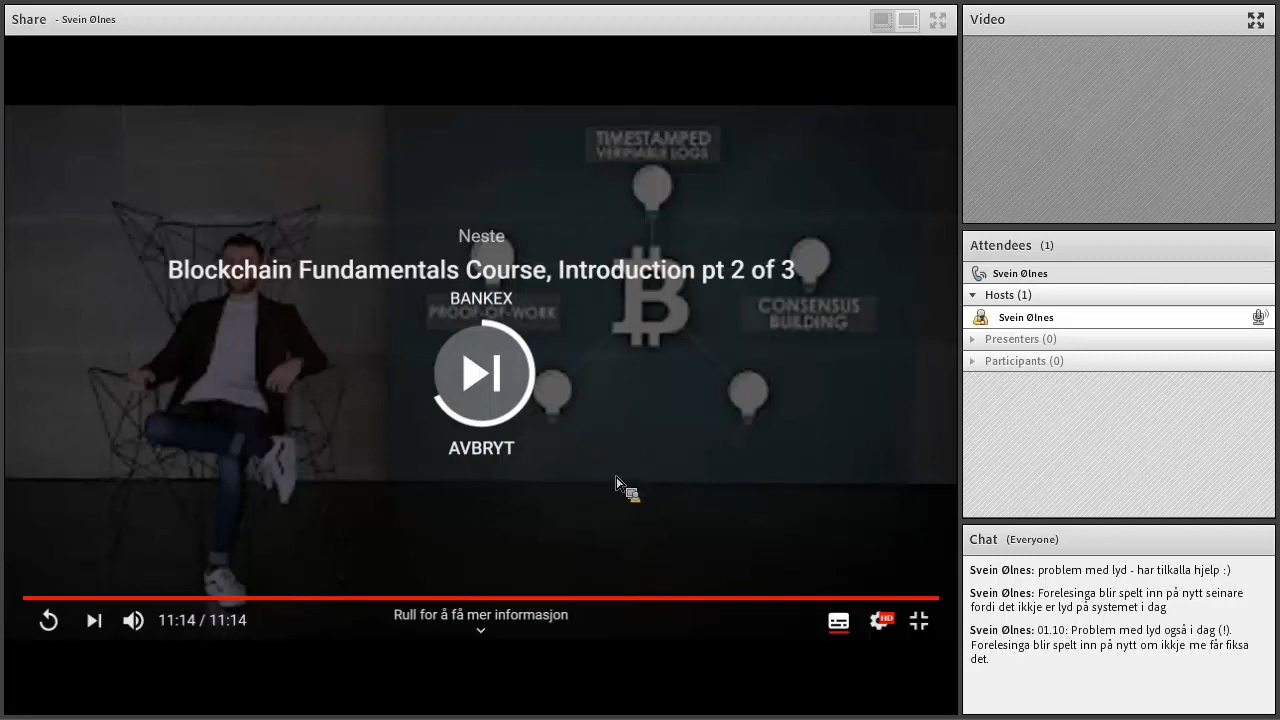 Share - Svein Ølnes
TIMESTAMPED
VERIFIABLE LOGS
Neste
Blockchain Fundamentals Course, Introduction pt 2 of 3
BANKEX
PROOF-OF-WORK
CONSENSUS
BUILDING
AVBRYT
11:14 / 11:14
Rull for å få mer informasjon
HD
Video
Attendees (1)
Svein Ølnes
Hosts (1)
Svein Ølnes
Presenters (0)
Participants (0)
Chat (Everyone)
Svein Ølnes: problem med lyd - har tilkalla hjelp :)
Svein Ølnes: Forelesinga blir spelt inn på nytt seinare
fordi det ikkje er lyd på systemet i dag
Svein Ølnes: 01.10: Problem med lyd også i dag (!).
Forelesinga blir spelt inn på nytt om ikkje me får fiksa
det.